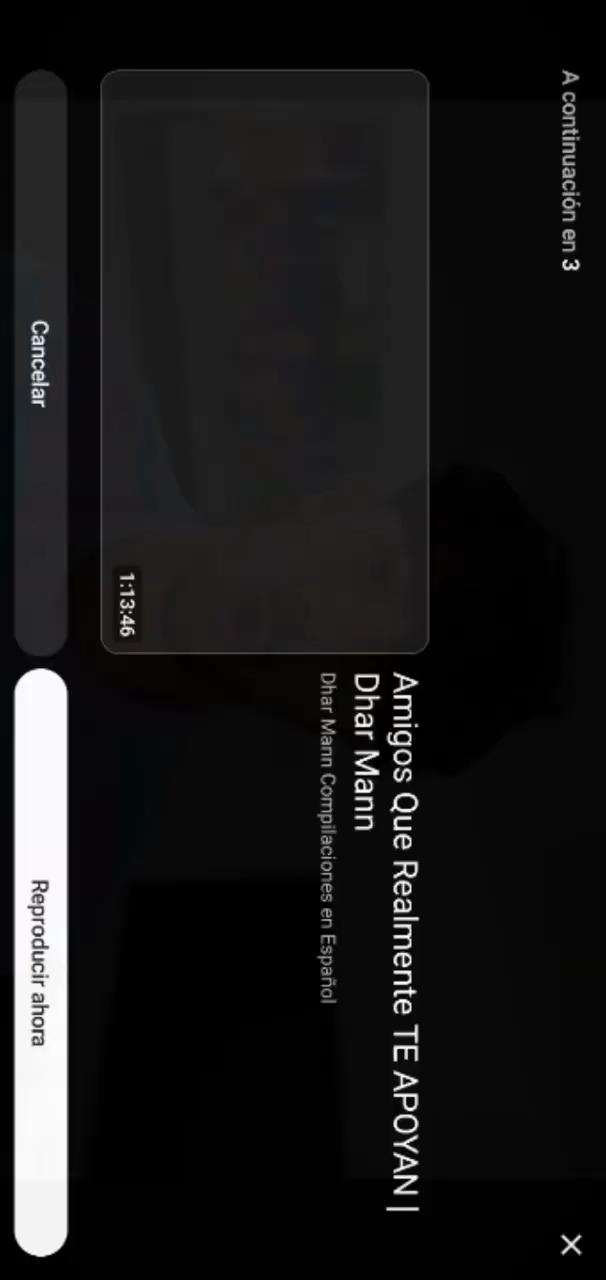 A continuación en 3
Amigos Que Realmente TE APOYAN |
Dhar Mann
Dhar Mann Compilaciones en Español
1:13:46
Cancelar
Reproducir ahora